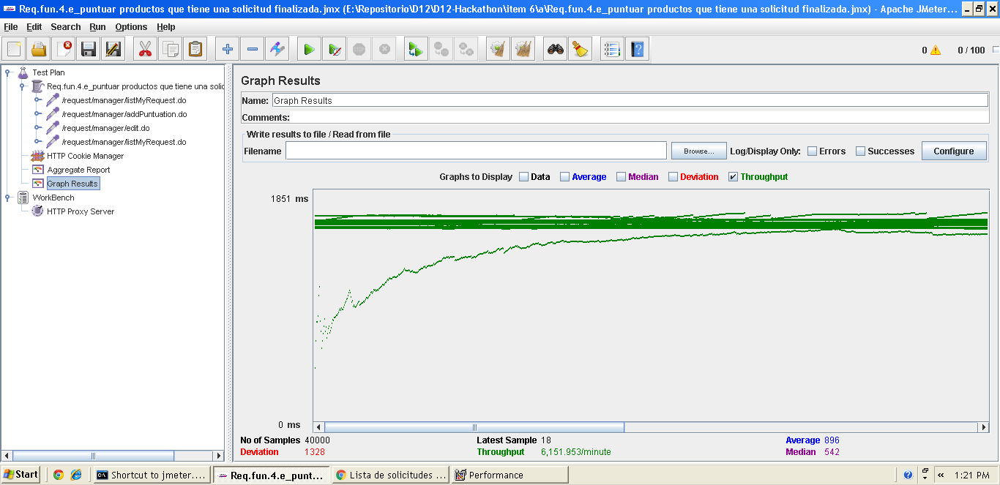 Req.fun.4.e_puntuar productos que tiene una solicitud finalizada.jmx (E:\Repositorio\D12\D12-Hackathon\item 6\a\Req.fun.4.e_puntuar productos que tiene una solicitud finalizada.jmx) - Apache JMeter...
File Edit Search Run Options Help
0 0 / 100
Test Plan
Req.fun.4.e_puntuar productos que tiene una solic
/request/manager/listMyRequest.do
/request/manager/addPuntuation.do
/request/manager/edit.do
/request/manager/listMyRequest.do
HTTP Cookie Manager
Aggregate Report
Graph Results
WorkBench
HTTP Proxy Server
Graph Results
Name: Graph Results
Comments:
Write results to file / Read from file
Filename Browse... Log/Display Only: Errors Successes Configure
Graphs to Display Data Average Median Deviation Throughput
1851 ms
0 ms
No of Samples 40000 Latest Sample 18 Average 896
Deviation 1328 Throughput 6,151.953/minute Median 542
Start Shortcut to jmeter.... Req.fun.4.e_punt... Lista de solicitudes ... Performance ? « 1:21 PM